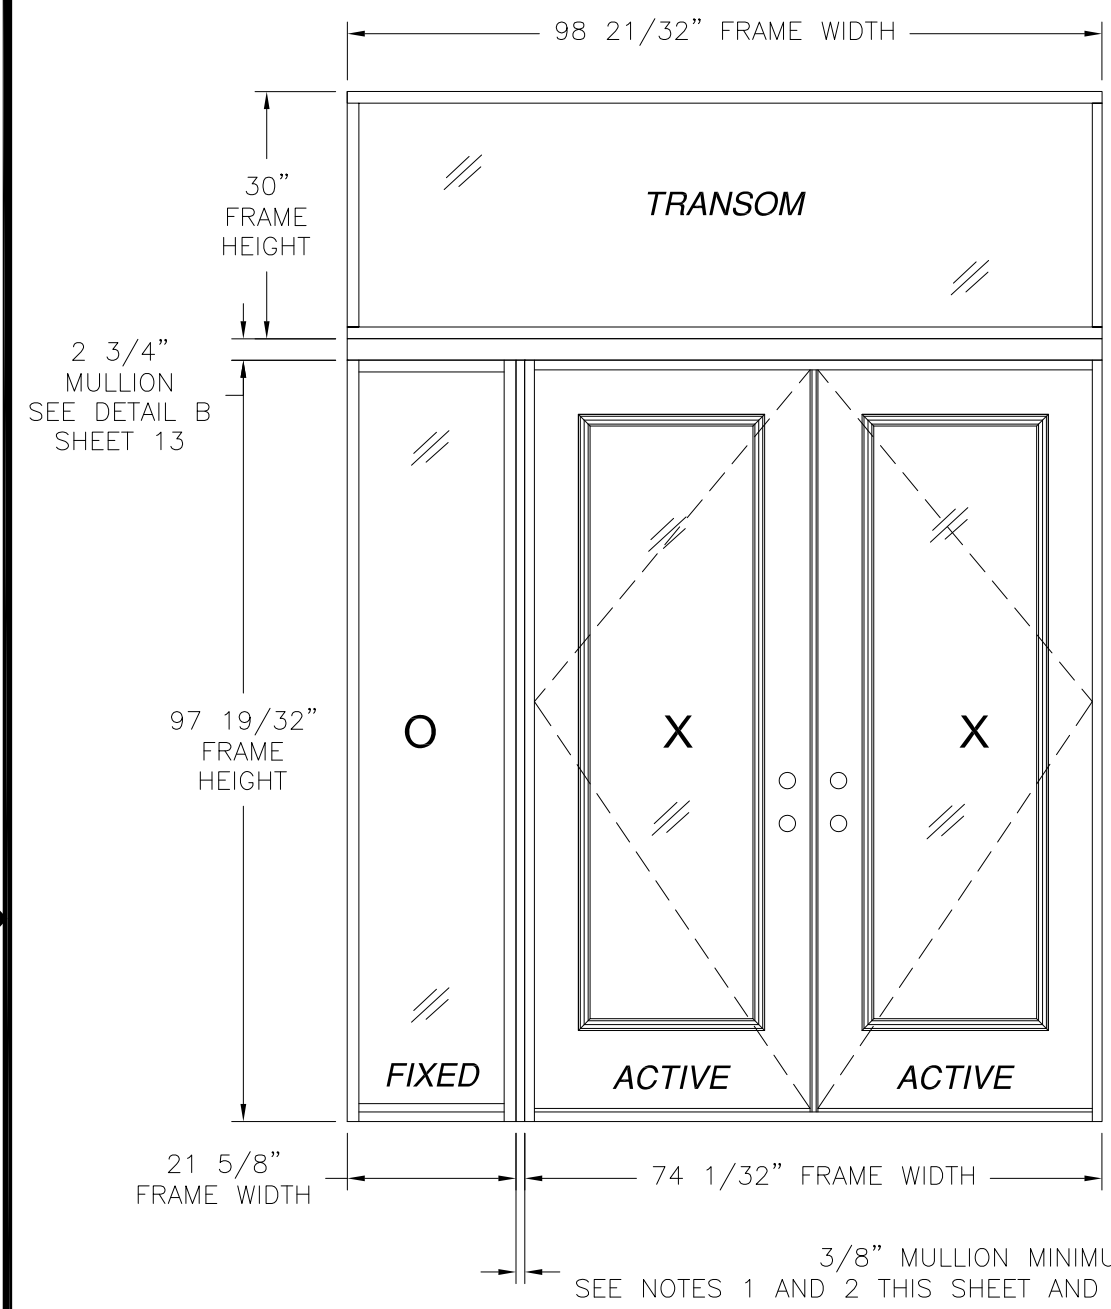 98 21/32” FRAME WIDTH
30”
FRAME
HEIGHT
TRANSOM
2 3/4”
MULLION
SEE DETAIL B
SHEET 13
97 19/32”
FRAME
HEIGHT
O
X
X
FIXED
ACTIVE
ACTIVE
21 5/8”
FRAME WIDTH
74 1/32” FRAME WIDTH
3/8” MULLION
SEE NOTES 1 AND 2 THIS SHEET AND